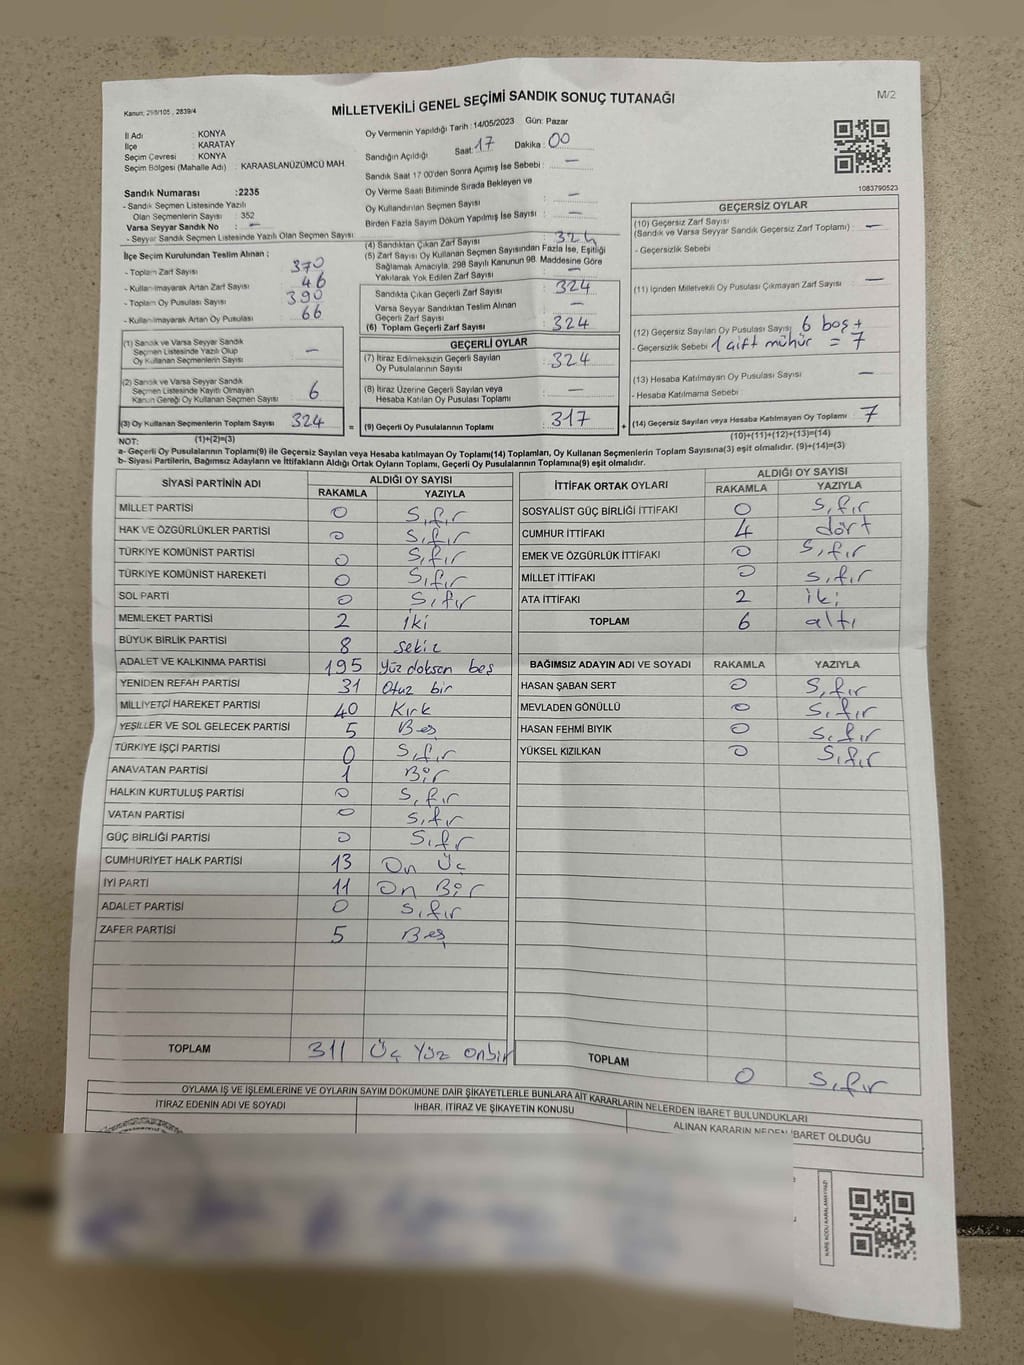 Kanun; 298/105 , 2839/4
MİLLETVEKİLİ GENEL SEÇİMİ SANDIK SONUÇ TUTANAĞI
M/2
İl Adı : KONYA
İlçe : KARATAY
Seçim Çevresi : KONYA
Seçim Bölgesi (Mahalle Adı) : KARAASLANÜZÜMCÜ MAH.
Sandık Numarası :2235
- Sandık Seçmen Listesinde Yazılı
Olan Seçmenlerin Sayısı : 352
Varsa Seyyar Sandık No : –
- Seyyar Sandık Seçmen Listesinde Yazılı Olan Seçmen Sayısı:
İlçe Seçim Kurulundan Teslim Alınan ;
- Toplam Zarf Sayısı : 370
- Kullanılmayarak Artan Zarf Sayısı : 46
- Toplam Oy Pusulası Sayısı : 390
- Kullanılmayarak Artan Oy Pusulası : 66
(1) Sandık ve Varsa Seyyar Sandık
Seçmen Listesinde Yazılı Olup
Oy Kullanan Seçmenlerin Sayısı : –
(2) Sandık ve Varsa Seyyar Sandık
Seçmen Listesinde Kayıtlı Olmayan
Kanun Gereği Oy Kullanan Seçmen Sayısı : 6
(3) Oy Kullanan Seçmenlerin Toplam Sayısı : 324 =
(1)+(2)=(3)
Oy Vermenin Yapıldığı Tarih : 14/05/2023 Gün: Pazar
Sandığın Açıldığı Saat: 17 Dakika : 00
Sandık Saat 17.00'den Sonra Açılmış İse Sebebi : –
Oy Verme Saati Bitiminde Sırada Bekleyen ve
Oy Kullandırılan Seçmen Sayısı : –
Birden Fazla Sayım Döküm Yapılmış İse Sayısı : –
(4) Sandıktan Çıkan Zarf Sayısı : 324
(5) Zarf Sayısı Oy Kullanan Seçmen Sayısından Fazla İse, Eşitliği
Sağlamak Amacıyla, 298 Sayılı Kanunun 98. Maddesine Göre
Yakılarak Yok Edilen Zarf Sayısı : –
Sandıkta Çıkan Geçerli Zarf Sayısı : 324
Varsa Seyyar Sandıktan Teslim Alınan
Geçerli Zarf Sayısı : –
(6) Toplam Geçerli Zarf Sayısı : 324
GEÇERLİ OYLAR
(7) İtiraz Edilmeksizin Geçerli Sayılan
Oy Pusulalarının Sayısı : 324
(8) İtiraz Üzerine Geçerli Sayılan veya
Hesaba Katılan Oy Pusulası Toplamı : –
(9) Geçerli Oy Pusulalarının Toplamı : 317 +
1083790523
GEÇERSİZ OYLAR
(10) Geçersiz Zarf Sayısı
(Sandık ve Varsa Seyyar Sandık Geçersiz Zarf Toplamı) : –
- Geçersizlik Sebebi
(11) İçinden Milletvekili Oy Pusulası Çıkmayan Zarf Sayısı : –
(12) Geçersiz Sayılan Oy Pusulası Sayısı : 6 boş +
- Geçersizlik Sebebi 1 çift mühür = 7
(13) Hesaba Katılmayan Oy Pusulası Sayısı : –
- Hesaba Katılmama Sebebi
(14) Geçersiz Sayılan veya Hesaba Katılmayan Oy Toplamı : 7
(10)+(11)+(12)+(13)=(14)
NOT:
a- Geçerli Oy Pusulalarının Toplamı(9) ile Geçersiz Sayılan veya Hesaba katılmayan Oy Toplamı(14) Toplamları, Oy Kullanan Seçmenlerin Toplam Sayısına(3) eşit olmalıdır. (9)+(14)=(3)
b- Siyasi Partilerin, Bağımsız Adayların ve İttifakların Aldığı Ortak Oyların Toplamı, Geçerli Oy Pusulalarının Toplamına(9) eşit olmalıdır.
SİYASİ PARTİNİN ADI ALDIĞI OY SAYISI
RAKAMLA YAZIYLA
MİLLET PARTİSİ 0 Sıfır
HAK VE ÖZGÜRLÜKLER PARTİSİ 0 Sıfır
TÜRKİYE KOMÜNİST PARTİSİ 0 Sıfır
TÜRKİYE KOMÜNİST HAREKETİ 0 Sıfır
SOL PARTİ 0 Sıfır
MEMLEKET PARTİSİ 2 iki
BÜYÜK BİRLİK PARTİSİ 8 sekiz
ADALET VE KALKINMA PARTİSİ 195 Yüz doksan beş
YENİDEN REFAH PARTİSİ 31 Otuz bir
MİLLİYETÇİ HAREKET PARTİSİ 40 Kırk
YEŞİLLER VE SOL GELECEK PARTİSİ 5 Beş
TÜRKİYE İŞÇİ PARTİSİ 0 Sıfır
ANAVATAN PARTİSİ 1 Bir
HALKIN KURTULUŞ PARTİSİ 0 Sıfır
VATAN PARTİSİ 0 Sıfır
GÜÇ BİRLİĞİ PARTİSİ 0 Sıfır
CUMHURİYET HALK PARTİSİ 13 On Üç
İYİ PARTİ 11 On Bir
ADALET PARTİSİ 0 Sıfır
ZAFER PARTİSİ 5 Beş
TOPLAM 311 Üç Yüz onbir
İTTİFAK ORTAK OYLARI ALDIĞI OY SAYISI
RAKAMLA YAZIYLA
SOSYALİST GÜÇ BİRLİĞİ İTTİFAKI 0 Sıfır
CUMHUR İTTİFAKI 4 dört
EMEK VE ÖZGÜRLÜK İTTİFAKI 0 Sıfır
MİLLET İTTİFAKI 0 Sıfır
ATA İTTİFAKI 2 iki
TOPLAM 6 altı
BAĞIMSIZ ADAYIN ADI VE SOYADI RAKAMLA YAZIYLA
HASAN ŞABAN SERT 0 Sıfır
MEVLADEN GÖNÜLLÜ 0 Sıfır
HASAN FEHMİ BIYIK 0 Sıfır
YÜKSEL KIZILKAN 0 Sıfır
TOPLAM 0 Sıfır
OYLAMA İŞ VE İŞLEMLERİNE VE OYLARIN SAYIM DÖKÜMÜNE DAİR ŞİKAYETLERLE BUNLARA AİT KARARLARIN NELERDEN İBARET BULUNDUKLARI
İTİRAZ EDENİN ADI VE SOYADI
İHBAR, İTİRAZ VE ŞİKAYETİN KONUSU
ALINAN KARARIN NEDEN İBARET OLDUĞU
KARE KODU KARALAMAYINIZ!